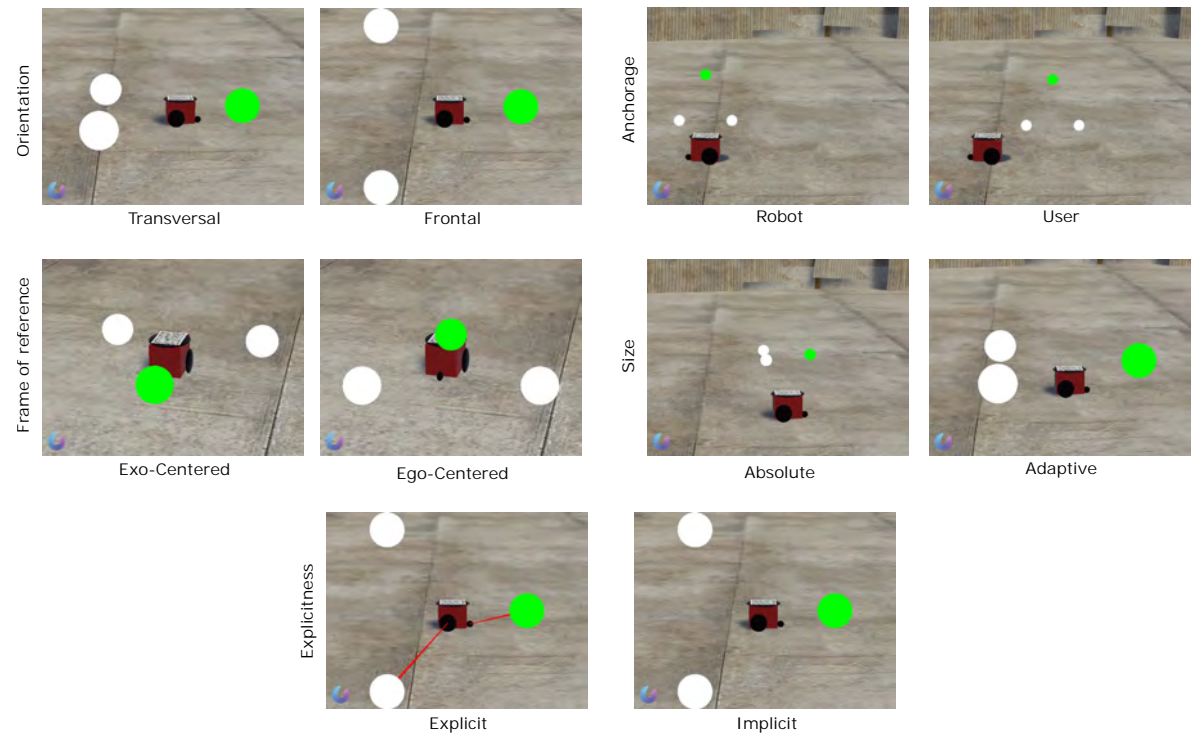 Orientation
Transversal
Frontal
Anchorage
Robot
User
Frame of reference
Exo-Centered
Ego-Centered
Size
Absolute
Adaptive
Explicitness
Explicit
Implicit